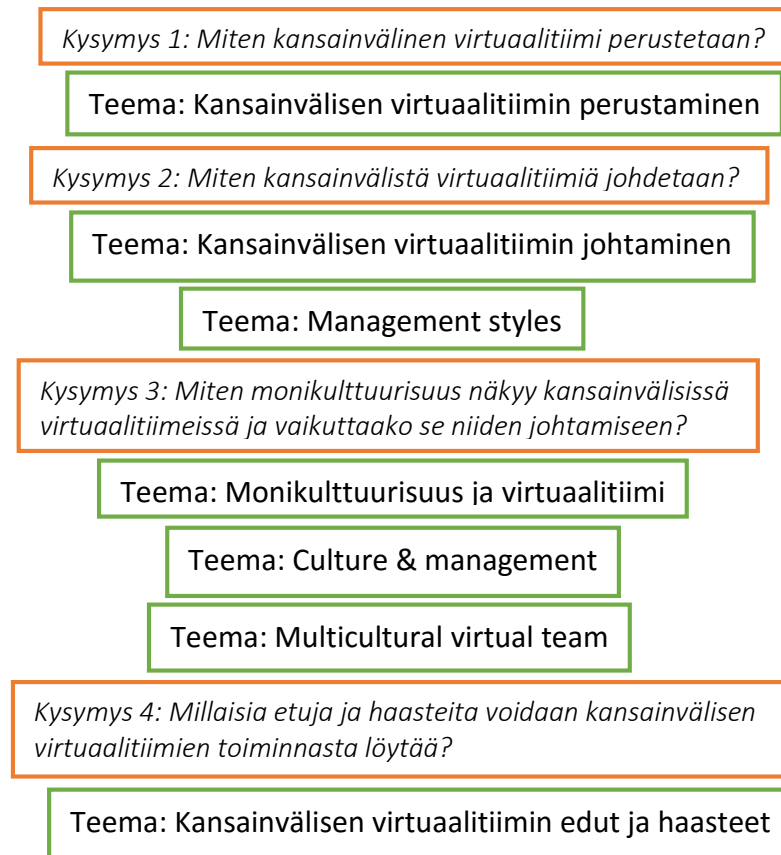 Kysymys 1: Miten kansainvälinen virtuaalitiimi perustetaan?
Teema: Kansainvälisen virtuaalitiimin perustaminen
Kysymys 2: Miten kansainvälistä virtuaalitiimiä johdetaan?
Teema: Kansainvälisen virtuaalitiimin johtaminen
Teema: Management styles
Kysymys 3: Miten monikulttuurisuus näkyy kansainvälisissä
virtuaalitiimeissä ja vaikuttaako se niiden johtamiseen?
Teema: Monikulttuurisuus ja virtuaalitiimi
Teema: Culture & management
Teema: Multicultural virtual team
Kysymys 4: Millaisia etuja ja haasteita voidaan kansainvälisen
virtuaalitiimien toiminnasta löytää?
Teema: Kansainvälisen virtuaalitiimin edut ja haasteet